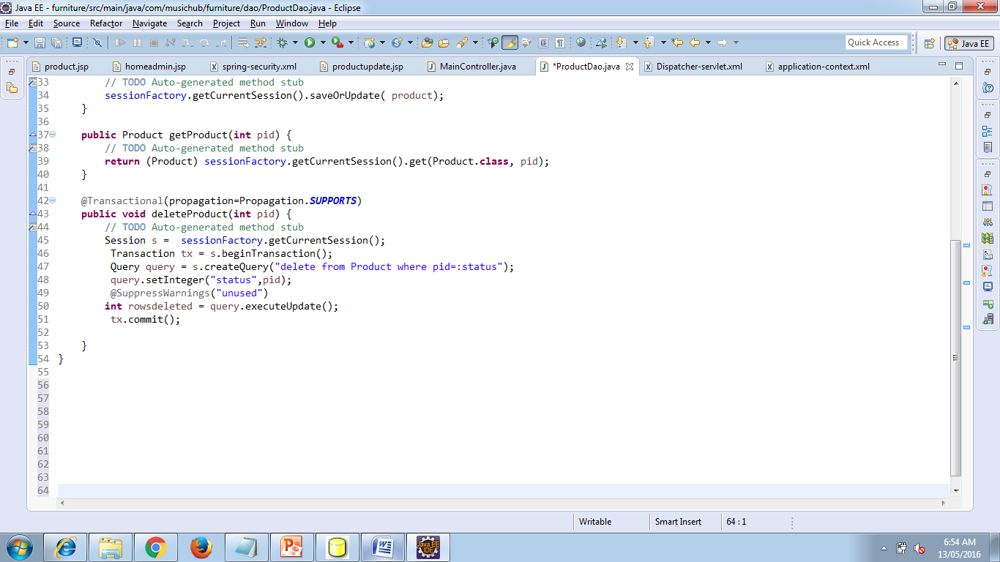 Java EE - furniture/src/main/java/com/musichub/furniture/dao/ProductDao.java - Eclipse
File Edit Source Refactor Navigate Search Project Run Window Help
Quick Access Java EE
product.jsp homeadmin.jsp spring-security.xml productupdate.jsp MainController.java *ProductDao.java Dispatcher-servlet.xml application-context.xml
33 // TODO Auto-generated method stub
34 sessionFactory.getCurrentSession().saveOrUpdate( product);
35 }
36
37 public Product getProduct(int pid) {
38 // TODO Auto-generated method stub
39 return (Product) sessionFactory.getCurrentSession().get(Product.class, pid);
40 }
41
42 @Transactional(propagation=Propagation.SUPPORTS)
43 public void deleteProduct(int pid) {
44 // TODO Auto-generated method stub
45 Session s =  sessionFactory.getCurrentSession();
46 Transaction tx = s.beginTransaction();
47 Query query = s.createQuery("delete from Product where pid=:status");
48 query.setInteger("status",pid);
49 @SuppressWarnings("unused")
50 int rowsdeleted = query.executeUpdate();
51 tx.commit();
52
53 }
54 }
55
56
57
58
59
60
61
62
63
64
Writable Smart Insert 64 : 1
Java EE
IDE
6:54 AM
13/05/2016